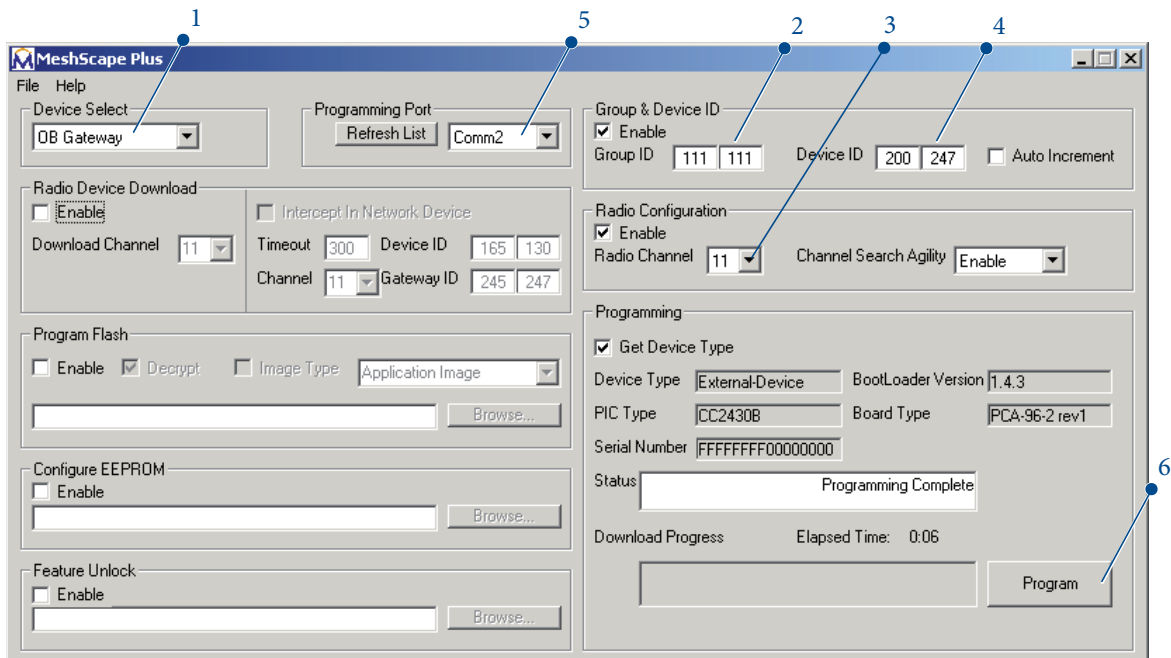 1
5
2
3
4
MeshScape Plus
File Help
Device Select
OB Gateway
Programming Port
Refresh List Comm2
Radio Device Download
Enable
Download Channel 11
Intercept In Network Device
Timeout 300 Device ID 165 130
Channel 11 Gateway ID 245 247
Program Flash
Enable Decrypt Image Type Application Image
Browse...
Configure EEPROM
Enable
Browse...
Feature Unlock
Enable
Browse...
Group & Device ID
Enable
Group ID 111 111 Device ID 200 247 Auto Increment
Radio Configuration
Enable
Radio Channel 11 Channel Search Agility Enable
Programming
Get Device Type
Device Type External-Device BootLoader Version 1.4.3
PIC Type CC2430B Board Type PCA-96-2 rev1
Serial Number FFFFFFFF00000000
Status Programming Complete
6
Download Progress Elapsed Time: 0:06
Program